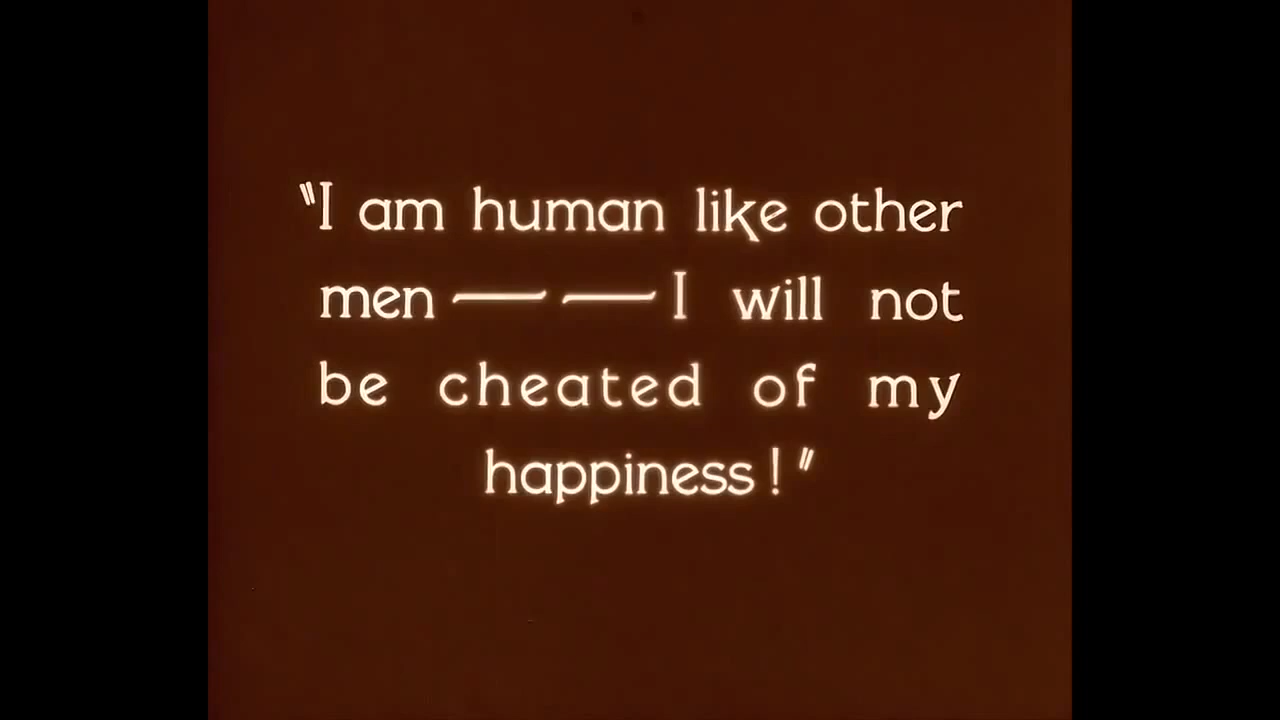 "I am human like other
men — — I will not
be cheated of my
happiness!"